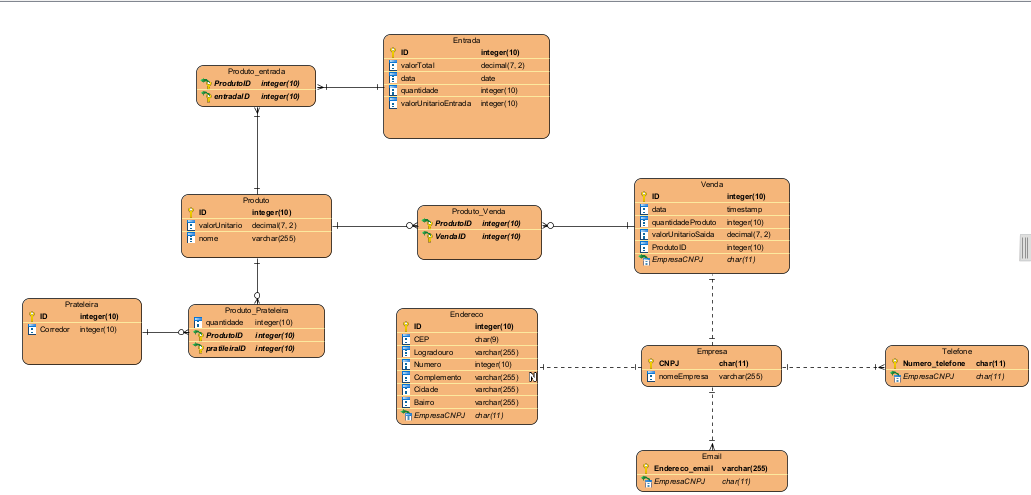 Entrada
ID integer(10)
valorTotal decimal(7, 2)
data date
quantidade integer(10)
valorUnitarioEntrada integer(10)
Produto_entrada
ProdutoID integer(10)
entradaID integer(10)
Produto
ID integer(10)
valorUnitario decimal(7, 2)
nome varchar(255)
Produto_Venda
ProdutoID integer(10)
VendaID integer(10)
Venda
ID integer(10)
data timestamp
quantidadeProduto integer(10)
valorUnitarioSaida decimal(7, 2)
ProdutoID integer(10)
EmpresaCNPJ char(11)
Prateleira
ID integer(10)
Corredor integer(10)
Produto_Prateleira
quantidade integer(10)
ProdutoID integer(10)
pratileiraID integer(10)
Endereco
ID integer(10)
CEP char(9)
Logradouro varchar(255)
Numero integer(10)
Complemento varchar(255) N
Cidade varchar(255)
Bairro varchar(255)
EmpresaCNPJ char(11)
Empresa
CNPJ char(11)
nomeEmpresa varchar(255)
Telefone
Numero_telefone char(11)
EmpresaCNPJ char(11)
Email
Endereco_email varchar(255)
EmpresaCNPJ char(11)